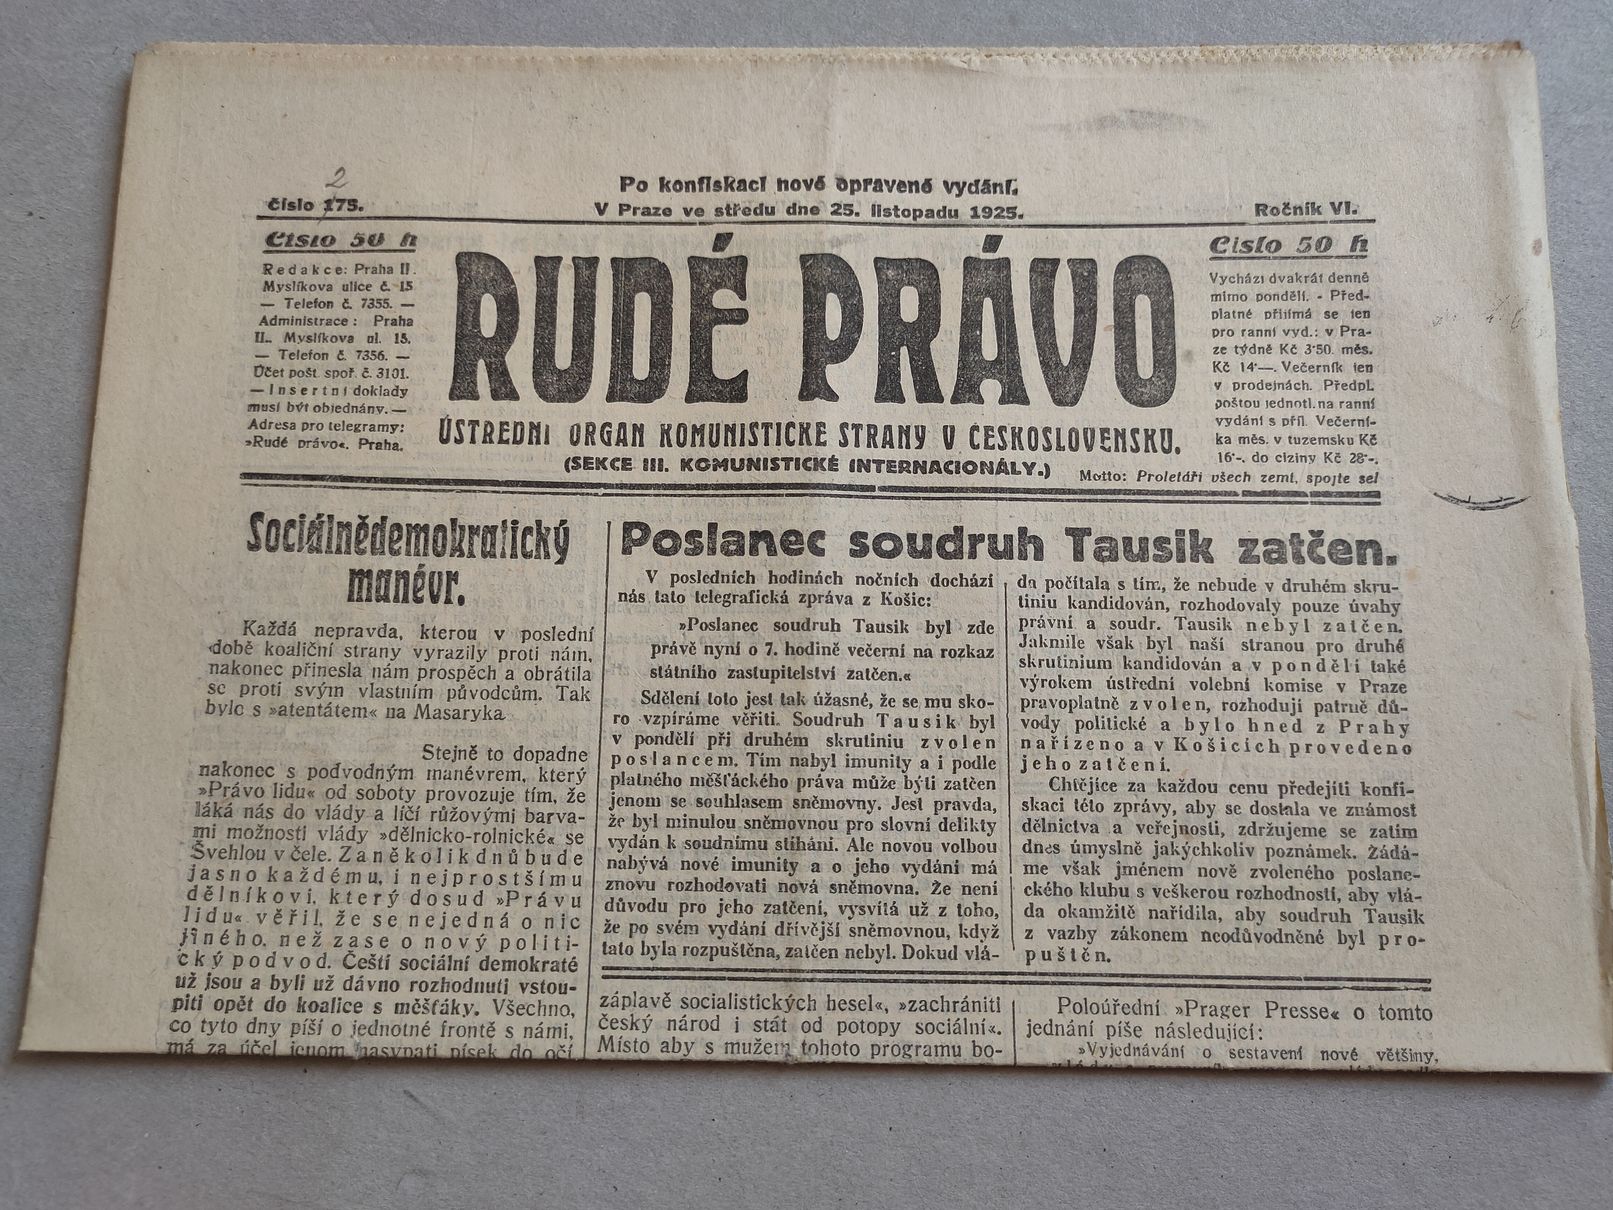 Po konfiskaci nové opravené vydání.
2
číslo 175.
V Praze ve středu dne 25. listopadu 1925.
Ročník VI.
Cislo 50 h
Redakce: Praha II.
Myslíkova ulice č. 15
— Telefon č. 7355. —
Administrace: Praha
II. Myslíkova ul. 15.
— Telefon č. 7356. —
Účet pošt. spoř. č. 3101.
— Insertní doklady
musí být objednány. —
Adresa pro telegramy:
»Rudé právo«. Praha.
RUDÉ PRÁVO
ÚSTREDNI ORGAN KOMUNISTICKE STRANY V ČESKOSLOVENSKU.
(SEKCE III. KOMUNISTICKÉ INTERNACIONÁLY.)
Cislo 50 h
Vychází dvakrát denně
mimo pondělí. - Před-
platné přijímá se jen
pro ranní vyd.: v Pra-
ze týdně Kč 3·50. měs.
Kč 14·—. Večerník jen
v prodejnách. Předpl.
poštou jednotl. na ranní
vydání s příl. Večerní-
ka měs. v tuzemsku Kč
16·-. do ciziny Kč 28·-.
Motto: Proletáři všech zemí, spojte se!
Sociálnědemokratický
manévr.
Každá nepravda, kterou v poslední
době koaliční strany vyrazily proti nám,
nakonec přinesla nám prospěch a obrátila
se proti svým vlastním původcům. Tak
bylo s »atentátem« na Masaryka
Stejně to dopadne
nakonec s podvodným manévrem, který
»Právo lidu« od soboty provozuje tím, že
láká nás do vlády a líčí růžovými barva-
mi možnosti vlády »dělnicko-rolnické« se
Švehlou v čele. Za několik dnů bude
jasno každému, i nejprostšímu
dělníkovi, který dosud »Právu
lidu« věřil, že se nejedná o nic
jiného, než zase o nový politi-
cký podvod. Čeští sociální demokraté
už jsou a byli už dávno rozhodnuti vstou-
piti opět do koalice s měšťáky. Všechno,
co tyto dny píší o jednotné frontě s námi,
má za účel jenom nasypati písek do očí
Poslanec soudruh Tausik zatčen.
V posledních hodinách nočních dochází
nás tato telegrafická zpráva z Košic:
»Poslanec soudruh Tausik byl zde
právě nyní o 7. hodině večerní na rozkaz
státního zastupitelství zatčen.«
Sdělení toto jest tak úžasné, že se mu sko-
ro vzpíráme věřiti. Soudruh Tausik byl
v pondělí při druhém skrutiniu zvolen
poslancem. Tím nabyl imunity a i podle
platného měšťáckého práva může býti zatčen
jenom se souhlasem sněmovny. Jest pravda,
že byl minulou sněmovnou pro slovní delikty
vydán k soudnímu stíhání. Ale novou volbou
nabývá nové imunity a o jeho vydání má
znovu rozhodovati nová sněmovna. Že není
důvodu pro jeho zatčení, vysvítá už z toho,
že po svém vydání dřívější sněmovnou, když
tato byla rozpuštěna, zatčen nebyl. Dokud vlá-
da počítala s tím, že nebude v druhém skru-
tiniu kandidován, rozhodovaly pouze úvahy
právní a soudr. Tausik nebyl zatčen.
Jakmile však byl naší stranou pro druhé
skrutinium kandidován a v pondělí také
výrokem ústřední volební komise v Praze
pravoplatně zvolen, rozhodují patrně dů-
vody politické a bylo hned z Prahy
nařízeno a v Košicích provedeno
jeho zatčení.
Chtějíce za každou cenu předejíti konfi-
skaci této zprávy, aby se dostala ve známost
dělnictva a veřejnosti, zdržujeme se zatím
dnes úmyslně jakýchkoliv poznámek. Žádá-
me však jménem nově zvoleného poslane-
ckého klubu s veškerou rozhodností, aby vlá-
da okamžitě nařídila, aby soudruh Tausik
z vazby zákonem neodůvodněné byl pro-
puštěn.
záplavě socialistických hesel«, »zachrániti
český národ i stát od potopy sociální«.
Místo aby s mužem tohoto programu bo-
Poloúřední »Prager Presse« o tomto
jednání píše následující:
»Vyjednávání o sestavení nové většiny,